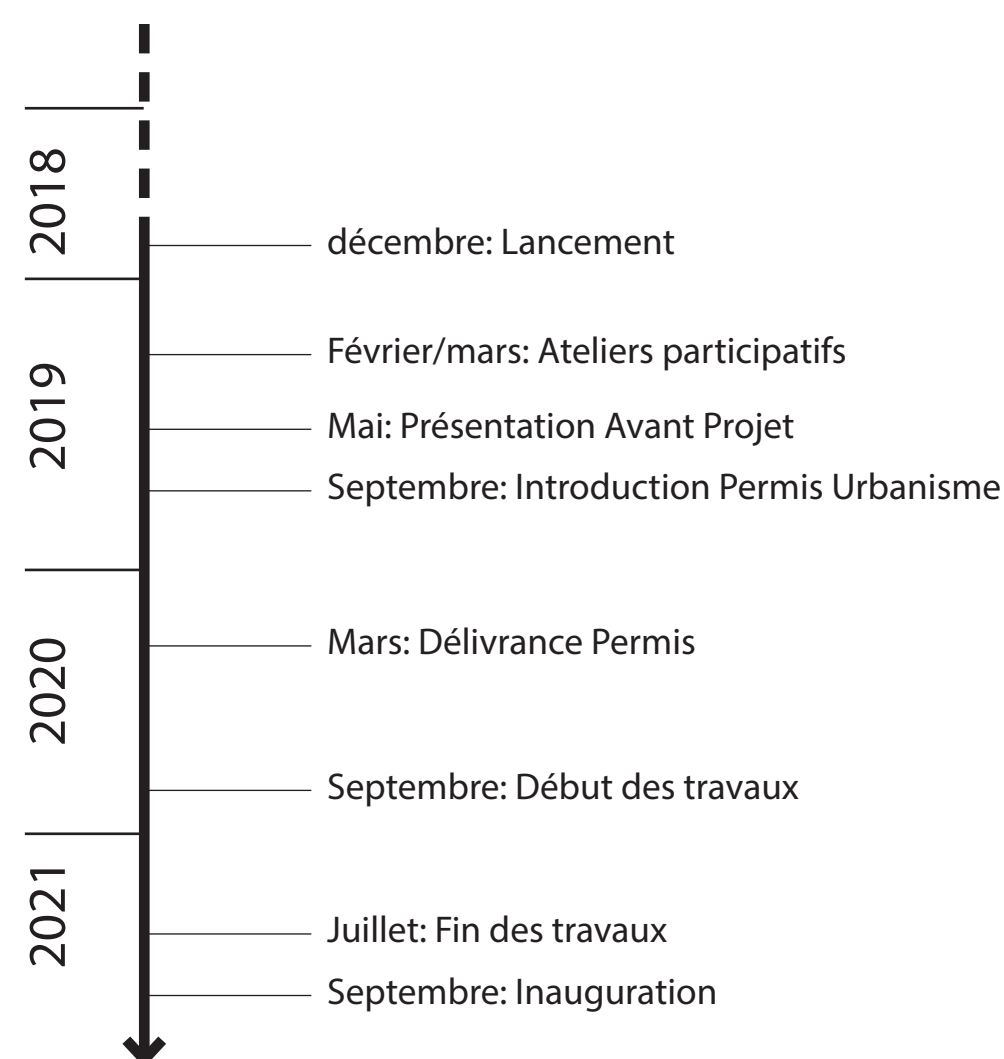 2018
décembre: Lancement
2019
Février/mars: Ateliers participatifs
Mai: Présentation Avant Projet
Septembre: Introduction Permis Urbanisme
2020
Mars: Délivrance Permis
Septembre: Début des travaux
2021
Juillet: Fin des travaux
Septembre: Inauguration